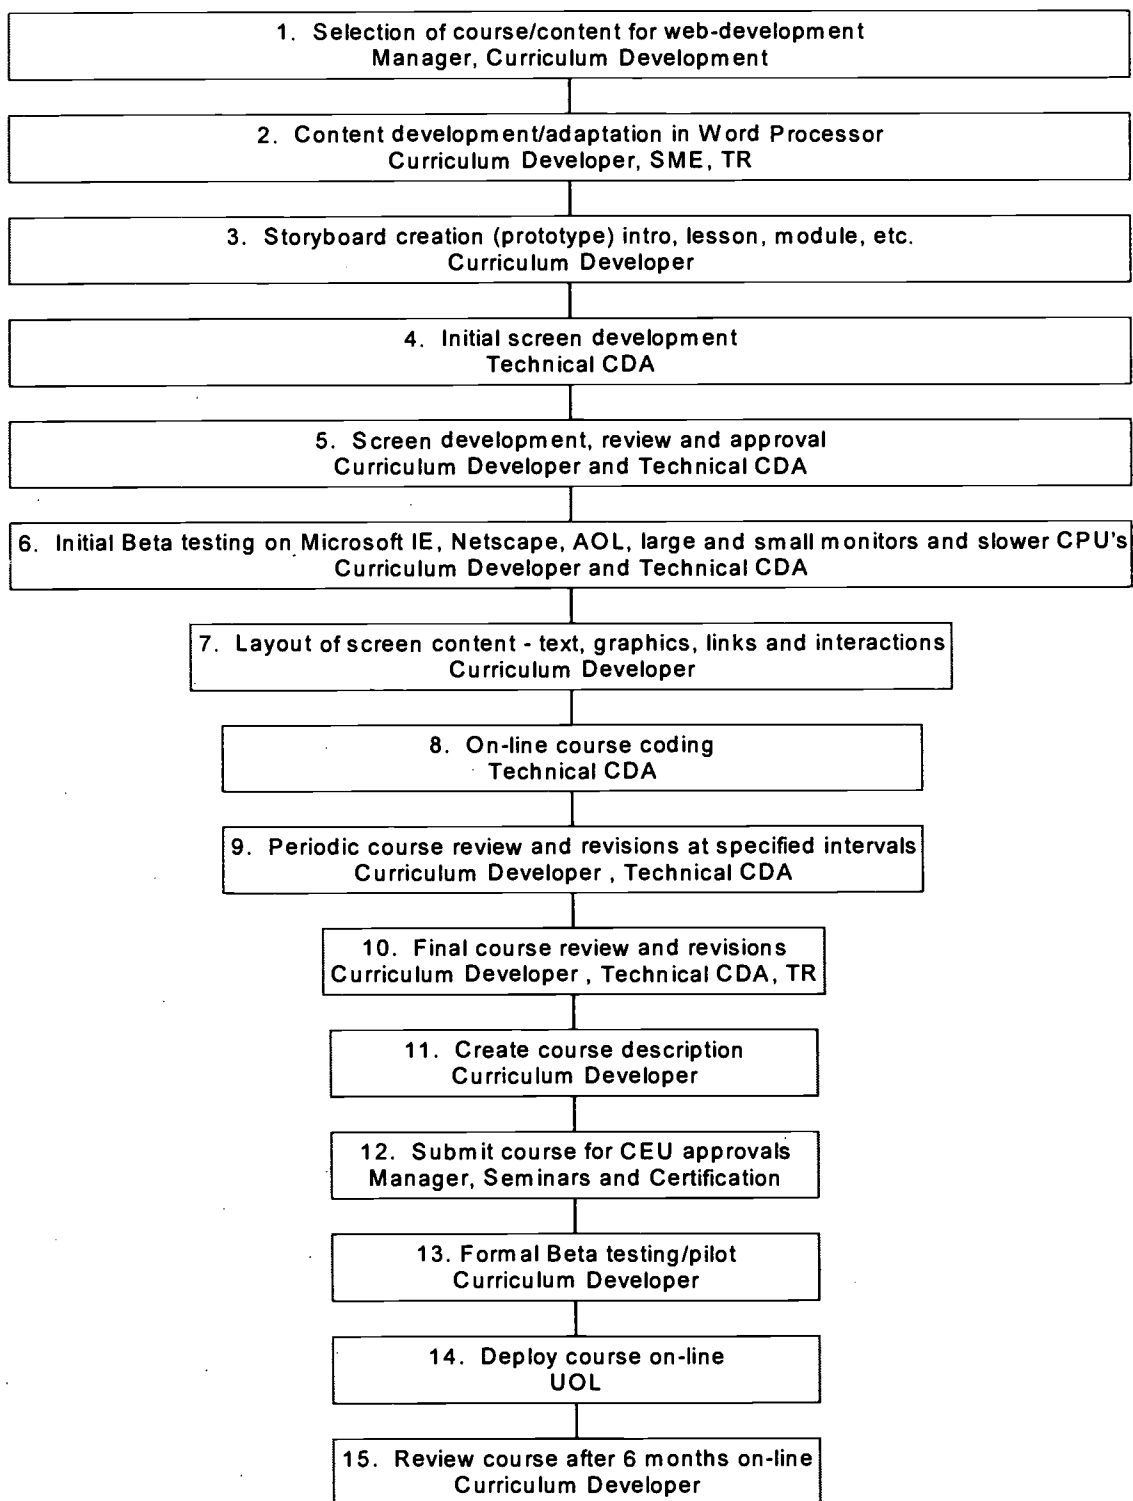 1. Selection of course/content for web-development
Manager, Curriculum Development
2. Content development/adaptation in Word Processor
Curriculum Developer, SME, TR
3. Storyboard creation (prototype) intro, lesson, module, etc.
Curriculum Developer
4. Initial screen development
Technical CDA
5. Screen development, review and approval
Curriculum Developer and Technical CDA
6. Initial Beta testing on Microsoft IE, Netscape, AOL, large and small monitors and slower CPU's
Curriculum Developer and Technical CDA
7. Layout of screen content - text, graphics, links and interactions
Curriculum Developer
8. On-line course coding
Technical CDA
9. Periodic course review and revisions at specified intervals
Curriculum Developer , Technical CDA
10. Final course review and revisions
Curriculum Developer , Technical CDA, TR
11. Create course description
Curriculum Developer
12. Submit course for CEU approvals
Manager, Seminars and Certification
13. Formal Beta testing/pilot
Curriculum Developer
14. Deploy course on-line
UOL
15. Review course after 6 months on-line
Curriculum Developer